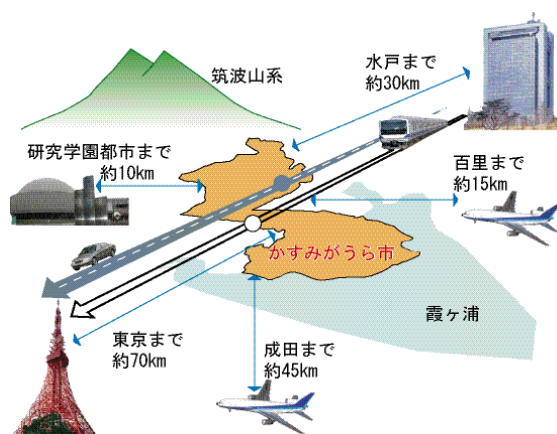 水戸まで
約30km
筑波山系
研究学園都市まで
約10km
百里まで
約15km
かすみがうら市
霞ヶ浦
東京まで
約70km
成田まで
約45km